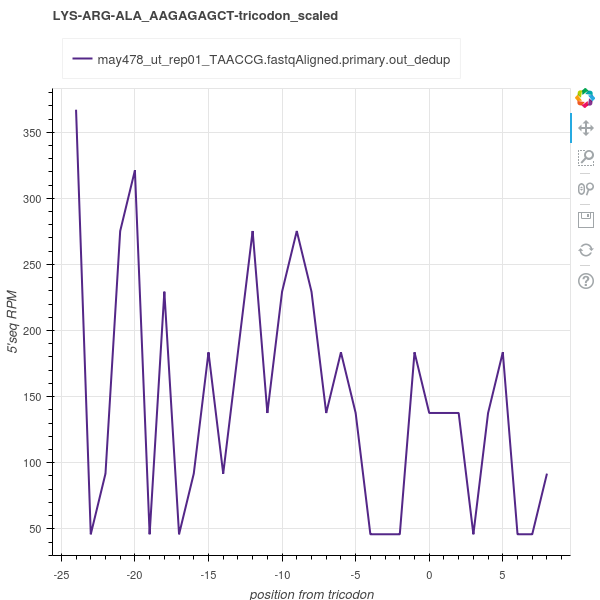 LYS-ARG-ALA_AAGAGAGCT-tricodon_scaled
may478_ut_rep01_TAACCG.fastqAligned.primary.out_dedup
350
300
250
200
150
100
50
5'seq RPM
-25 -20 -15 -10 -5 0 5
position from tricodon